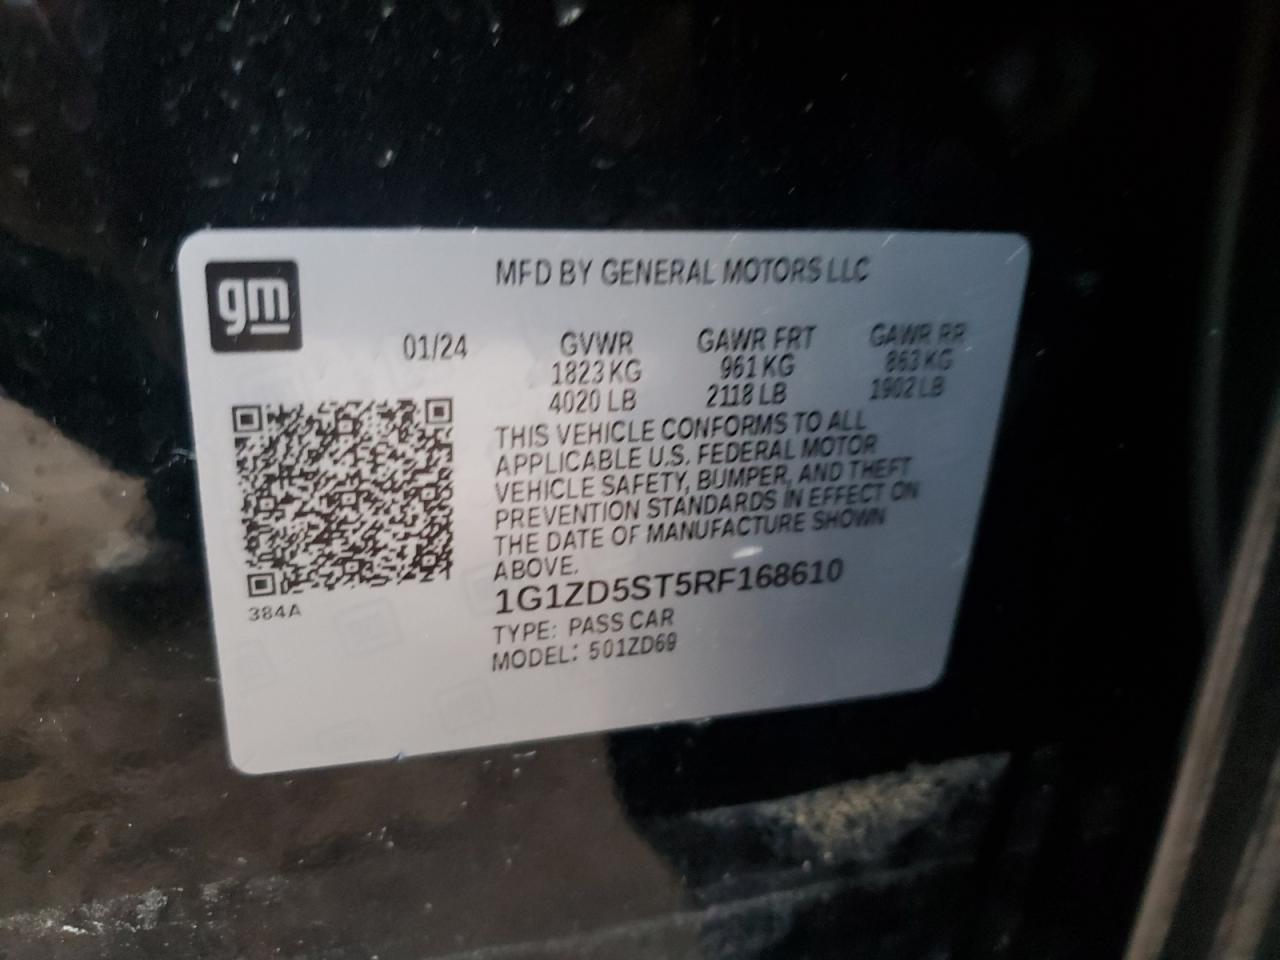 gm
MFD BY GENERAL MOTORS LLC
01/24 GVWR GAWR FRT GAWR RR
1823 KG 961 KG 863 KG
4020 LB 2118 LB 1902 LB
THIS VEHICLE CONFORMS TO ALL
APPLICABLE U.S. FEDERAL MOTOR
VEHICLE SAFETY, BUMPER, AND THEFT
PREVENTION STANDARDS IN EFFECT ON
THE DATE OF MANUFACTURE SHOWN
ABOVE.
384A
1G1ZD5ST5RF168610
TYPE: PASS CAR
MODEL: 501ZD69